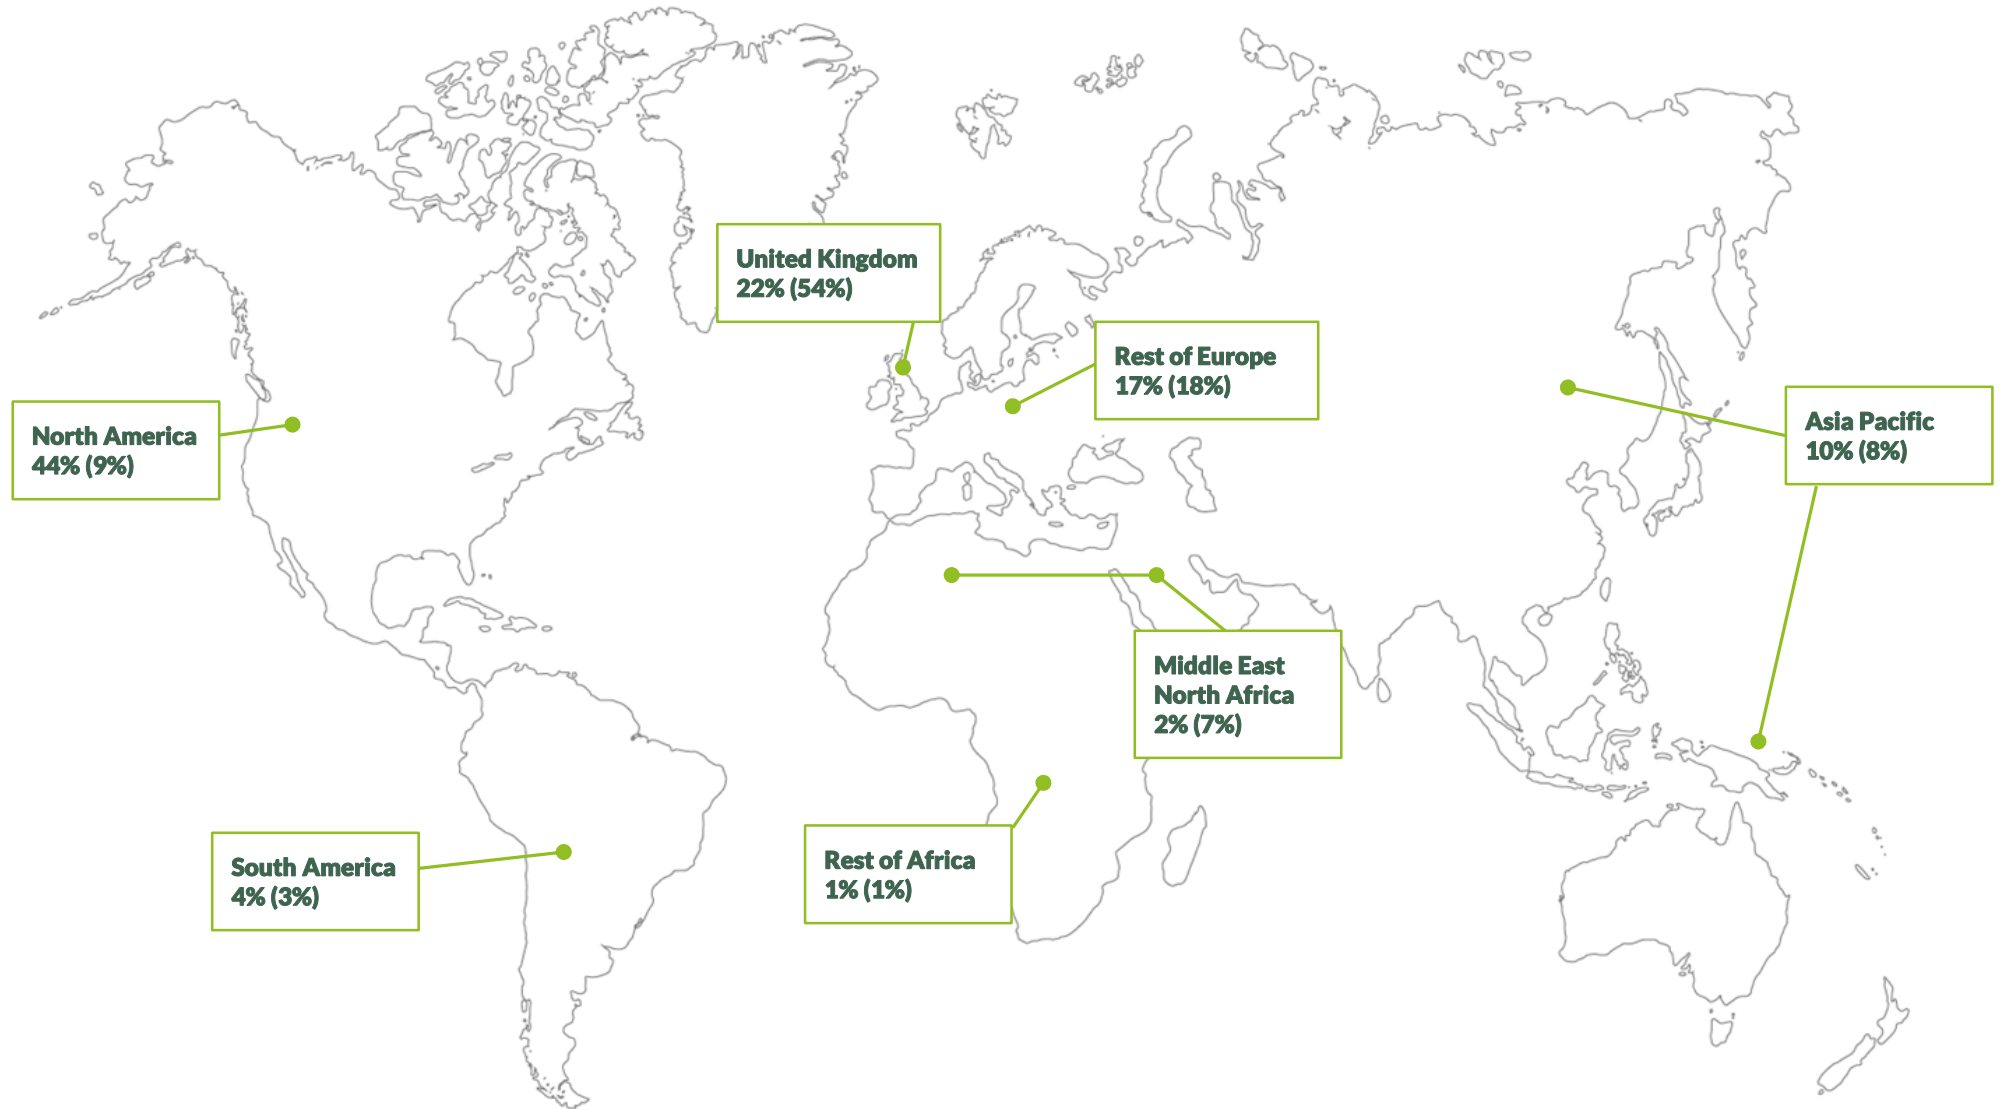 United Kingdom
22% (54%)
Rest of Europe
17% (18%)
North America
44% (9%)
Asia Pacific
10% (8%)
Middle East
North Africa
2% (7%)
South America
4% (3%)
Rest of Africa
1% (1%)